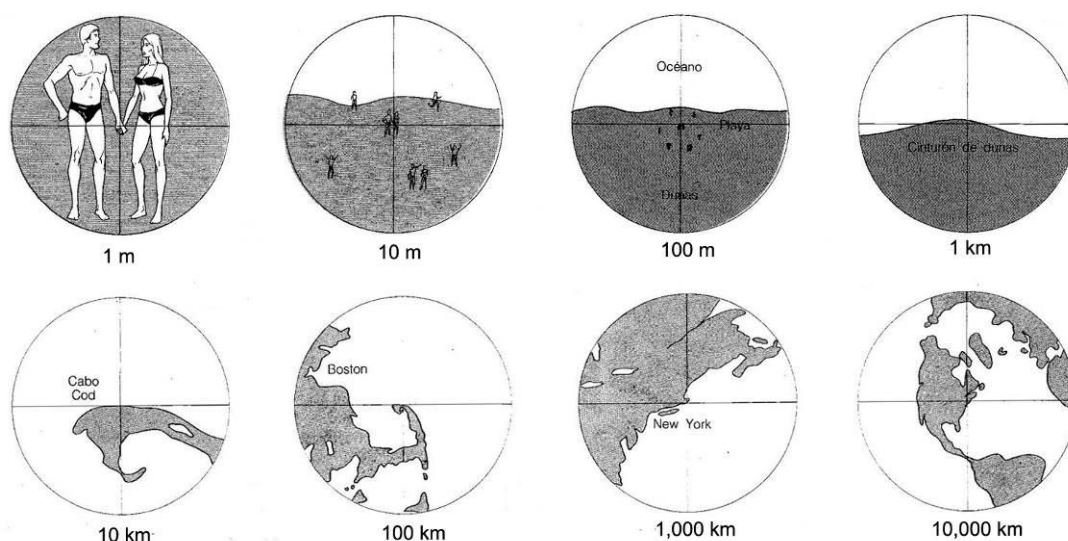 1 m
10 m
Océano
Playa
Dunas
100 m
Cinturón de dunas
1 km
Cabo
Cod
10 km
Boston
100 km
New York
1,000 km
10,000 km